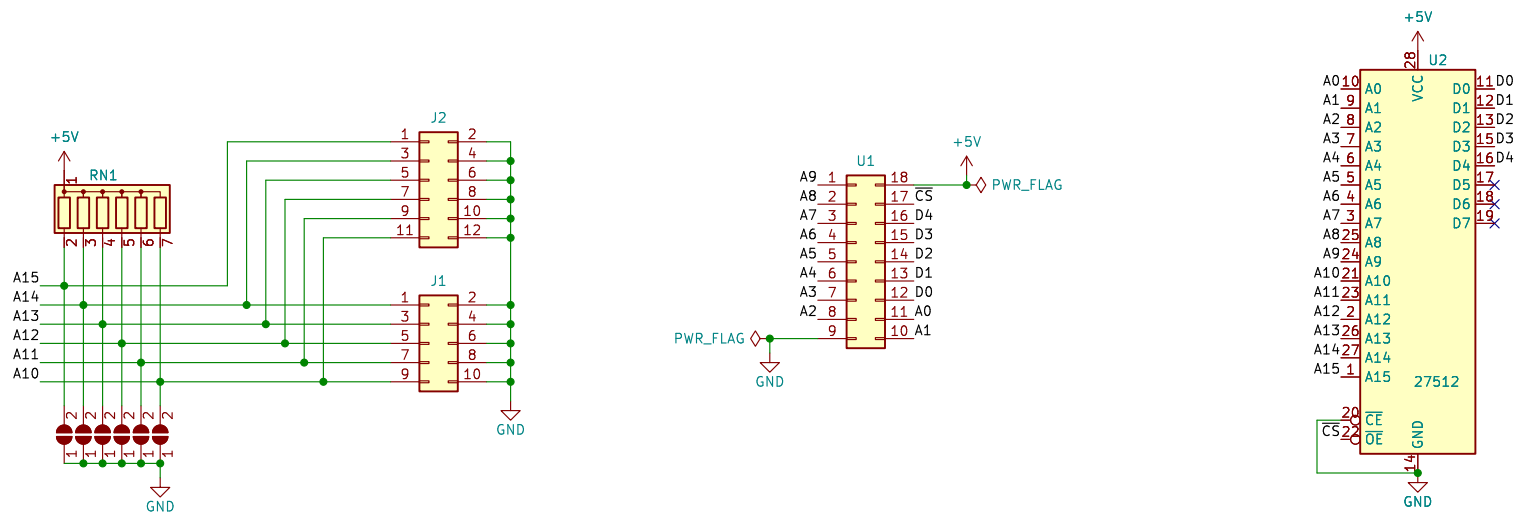 +5V
RN1
1
2 3 4 5 6 7
A15
A14
A13
A12
A11
A10
2 2 2 2 2 2
1 1 1 1 1 1
GND
J2
1 2
3 4
5 6
7 8
9 10
11 12
J1
1 2
3 4
5 6
7 8
9 10
GND
+5V
PWR_FLAG
U1
A9 1 18
A8 2 17 CS
A7 3 16 D4
A6 4 15 D3
A5 5 14 D2
A4 6 13 D1
A3 7 12 D0
A2 8 11 A0
9 10 A1
PWR_FLAG
GND
+5V
28
U2
VCC
A0 10 A0 D0 11 D0
A1 9 A1 D1 12 D1
A2 8 A2 D2 13 D2
A3 7 A3 D3 15 D3
A4 6 A4 D4 16 D4
A5 5 A5 D5 17
A6 4 A6 D6 18
A7 3 A7 D7 19
A8 25 A8
A9 24 A9
A10 21 A10
A11 23 A11
A12 2 A12
A13 26 A13
A14 27 A14
A15 1 A15
27512
20 CE
CS 22 OE
GND
14
GND